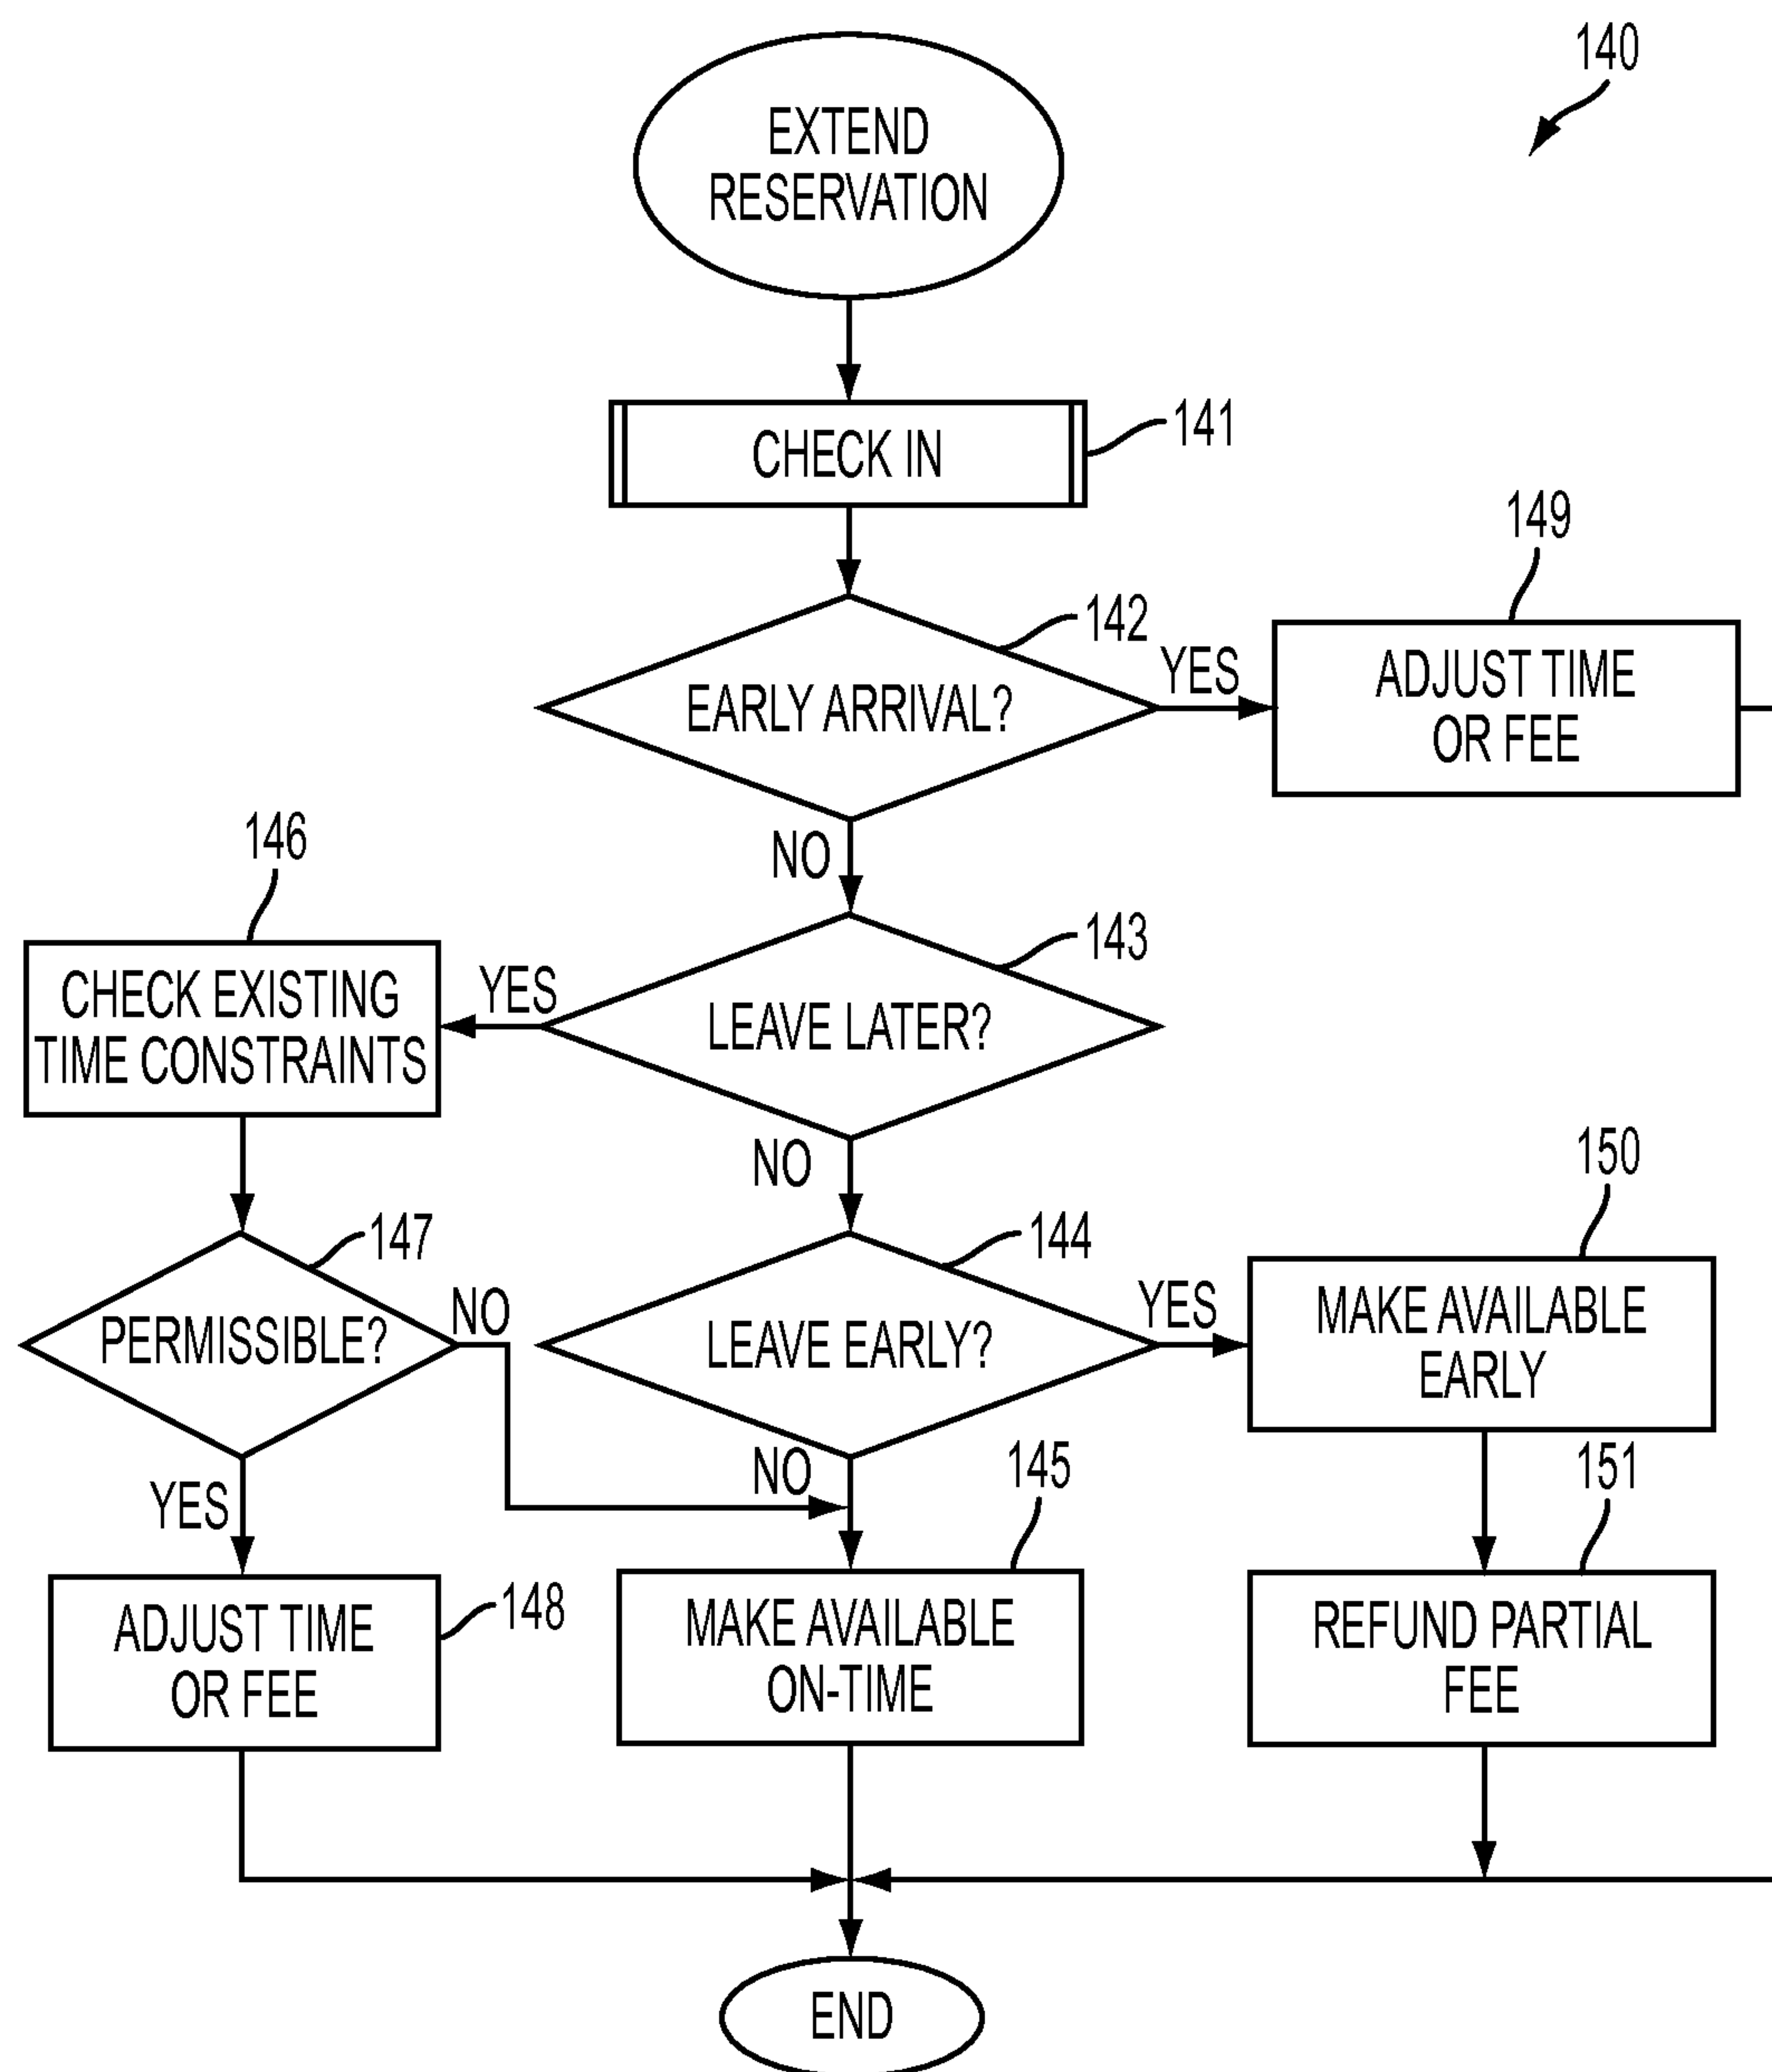 140
EXTEND
RESERVATION
CHECK IN
141
149
142
EARLY ARRIVAL?
YES
ADJUST TIME
OR FEE
NO
146
143
CHECK EXISTING
TIME CONSTRAINTS
YES
LEAVE LATER?
NO
150
147
144
PERMISSIBLE?
NO
LEAVE EARLY?
YES
MAKE AVAILABLE
EARLY
NO
145
151
YES
ADJUST TIME
OR FEE
148
MAKE AVAILABLE
ON-TIME
REFUND PARTIAL
FEE
END